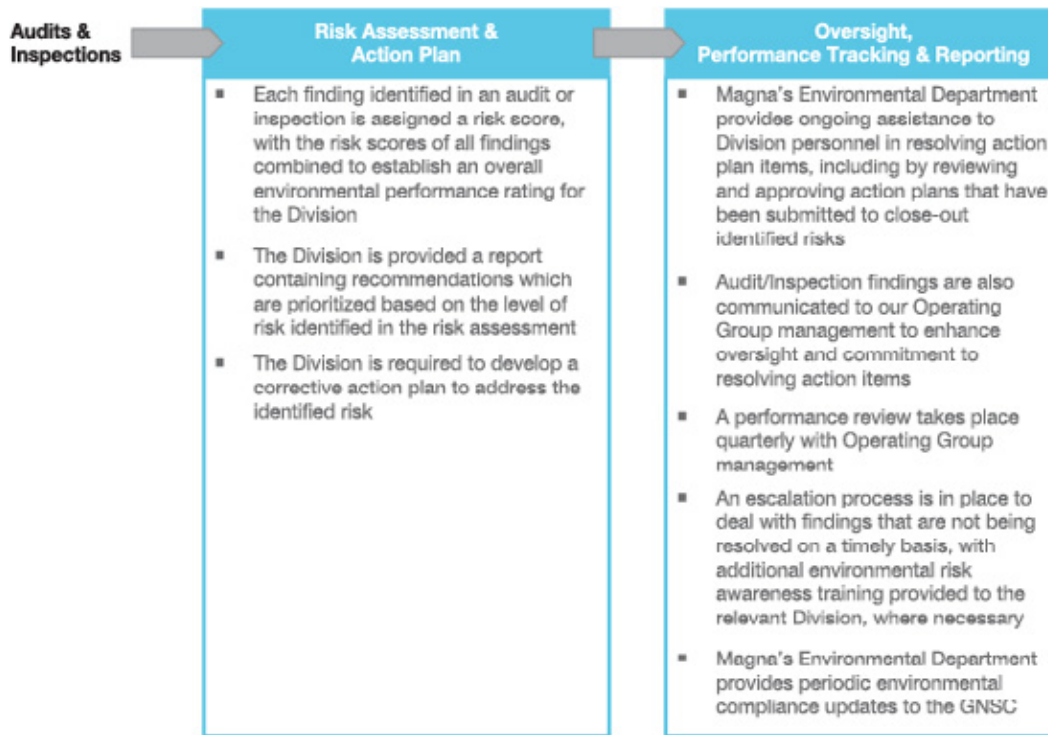 Audits &
Inspections
Risk Assessment &
Action Plan
▪ Each finding identified in an audit or
inspection is assigned a risk score,
with the risk scores of all findings
combined to establish an overall
environmental performance rating for
the Division
▪ The Division is provided a report
containing recommendations which
are prioritized based on the level of
risk identified in the risk assessment
▪ The Division is required to develop a
corrective action plan to address the
identified risk
Oversight,
Performance Tracking & Reporting
▪ Magna's Environmental Department
provides ongoing assistance to
Division personnel in resolving action
plan items, including by reviewing
and approving action plans that have
been submitted to close-out
identified risks
▪ Audit/Inspection findings are also
communicated to our Operating
Group management to enhance
oversight and commitment to
resolving action items
▪ A performance review takes place
quarterly with Operating Group
management
▪ An escalation process is in place to
deal with findings that are not being
resolved on a timely basis, with
additional environmental risk
awareness training provided to the
relevant Division, where necessary
▪ Magna's Environmental Department
provides periodic environmental
compliance updates to the GNSC